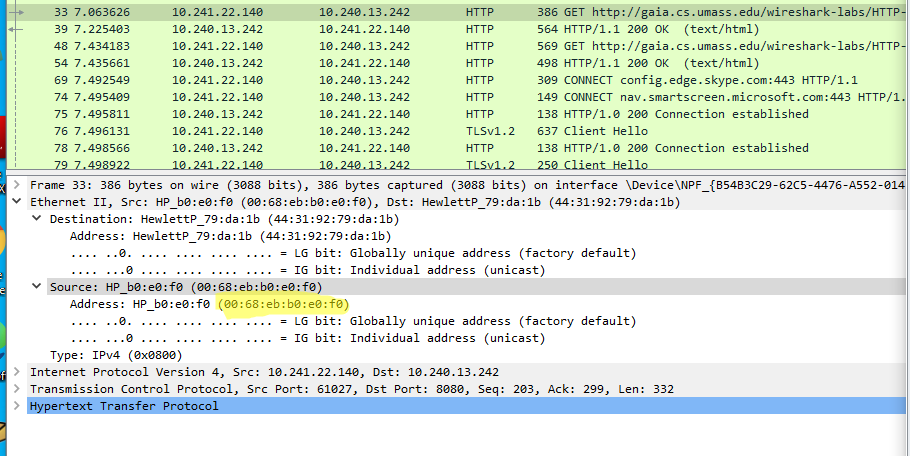 33 7.063626 10.241.22.140 10.240.13.242 HTTP 386 GET http://gaia.cs.umass.edu/wireshark-labs/HTTP-
39 7.225403 10.241.22.140 10.240.13.242 HTTP 564 HTTP/1.1 200 OK (text/html)
48 7.434183 10.241.22.140 10.240.13.242 HTTP 569 GET http://gaia.cs.umass.edu/wireshark-labs/HTTP-
54 7.435661 10.241.22.140 10.240.13.242 HTTP 498 HTTP/1.1 200 OK (text/html)
69 7.492549 10.241.22.140 10.240.13.242 HTTP 309 CONNECT config.edge.skype.com:443 HTTP/1.1
74 7.495409 10.241.22.140 10.240.13.242 HTTP 149 CONNECT nav.smartscreen.microsoft.com:443 HTTP/1.
75 7.495811 10.241.22.140 10.240.13.242 HTTP 138 HTTP/1.0 200 Connection established
76 7.496131 10.241.22.140 10.240.13.242 TLSv1.2 637 Client Hello
78 7.498566 10.241.22.140 10.240.13.242 HTTP 138 HTTP/1.0 200 Connection established
79 7.498922 10.241.22.140 10.240.13.242 TLSv1.2 250 Client Hello
Frame 33: 386 bytes on wire (3088 bits), 386 bytes captured (3088 bits) on interface \Device\NPF_{B54B3C29-62C5-4476-A552-014
Ethernet II, Src: HP_b0:e0:f0 (00:68:eb:b0:e0:f0), Dst: HewlettP_79:da:1b (44:31:92:79:da:1b)
Destination: HewlettP_79:da:1b (44:31:92:79:da:1b)
Address: HewlettP_79:da:1b (44:31:92:79:da:1b)
.... ..0. .... .... .... .... = LG bit: Globally unique address (factory default)
.... ...0 .... .... .... .... = IG bit: Individual address (unicast)
Source: HP_b0:e0:f0 (00:68:eb:b0:e0:f0)
Address: HP_b0:e0:f0 (00:68:eb:b0:e0:f0)
.... ..0. .... .... .... .... = LG bit: Globally unique address (factory default)
.... ...0 .... .... .... .... = IG bit: Individual address (unicast)
Type: IPv4 (0x0800)
Internet Protocol Version 4, Src: 10.241.22.140, Dst: 10.240.13.242
Transmission Control Protocol, Src Port: 61027, Dst Port: 8080, Seq: 203, Ack: 299, Len: 332
Hypertext Transfer Protocol